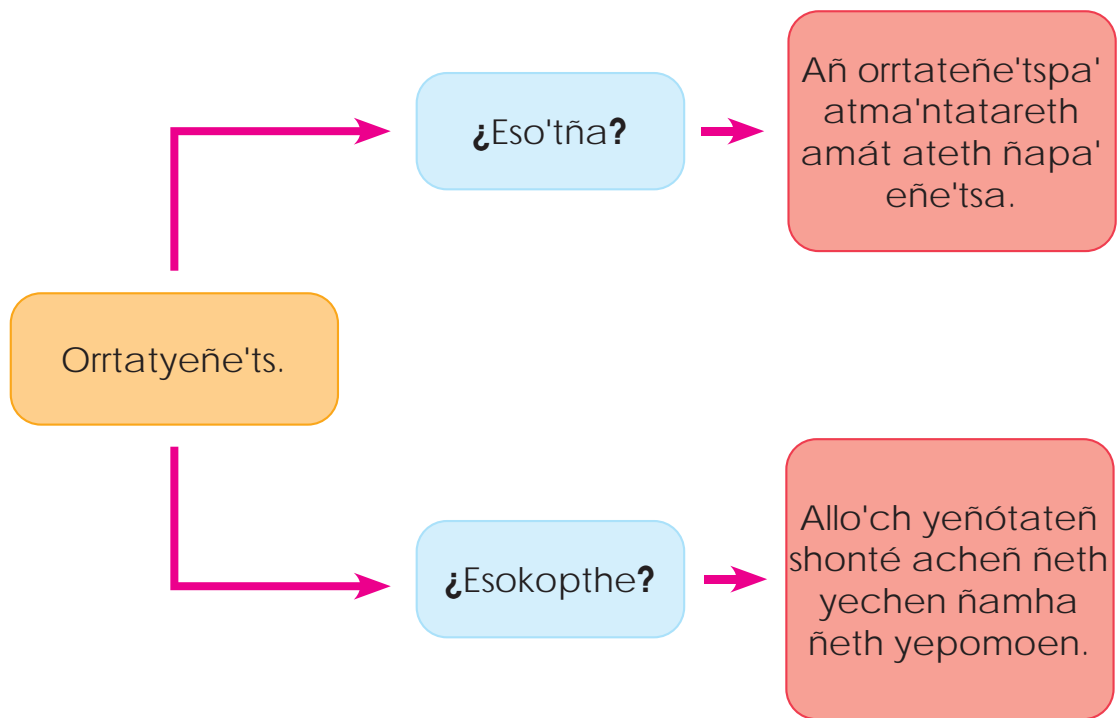 Orrtatyeñe'ts.
¿Eso'tña?
Añ orrtateñe'tspa'
atma'ntatareth
amát ateth ñapa'
eñe'tsa.
¿Esokopthe?
Allo'ch yeñótateñ
shonté acheñ ñeth
yechen ñamha
ñeth yepomoen.